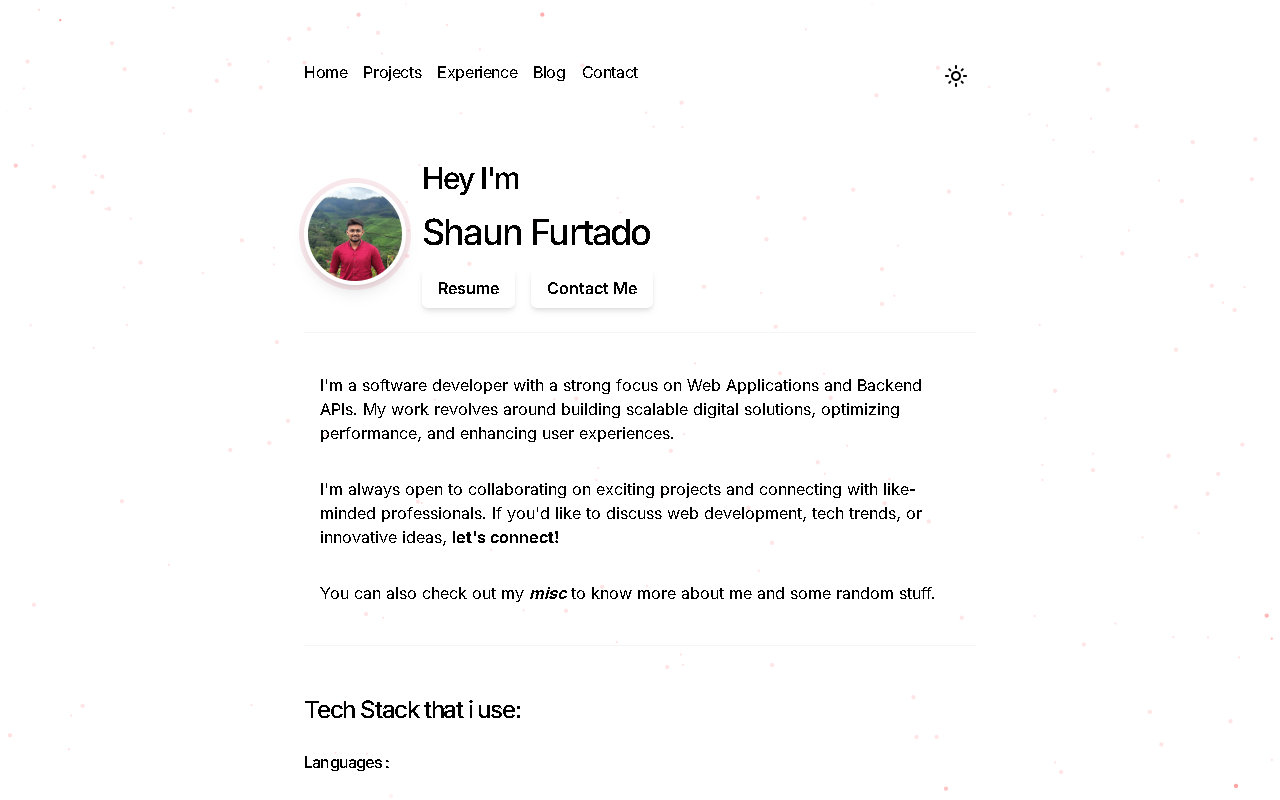 Home Projects Experience Blog Contact
Hey I'm
Shaun Furtado
Resume Contact Me
I'm a software developer with a strong focus on Web Applications and Backend
APIs. My work revolves around building scalable digital solutions, optimizing
performance, and enhancing user experiences.
I'm always open to collaborating on exciting projects and connecting with like-
minded professionals. If you'd like to discuss web development, tech trends, or
innovative ideas, let's connect!
You can also check out my misc to know more about me and some random stuff.
Tech Stack that i use:
Languages: